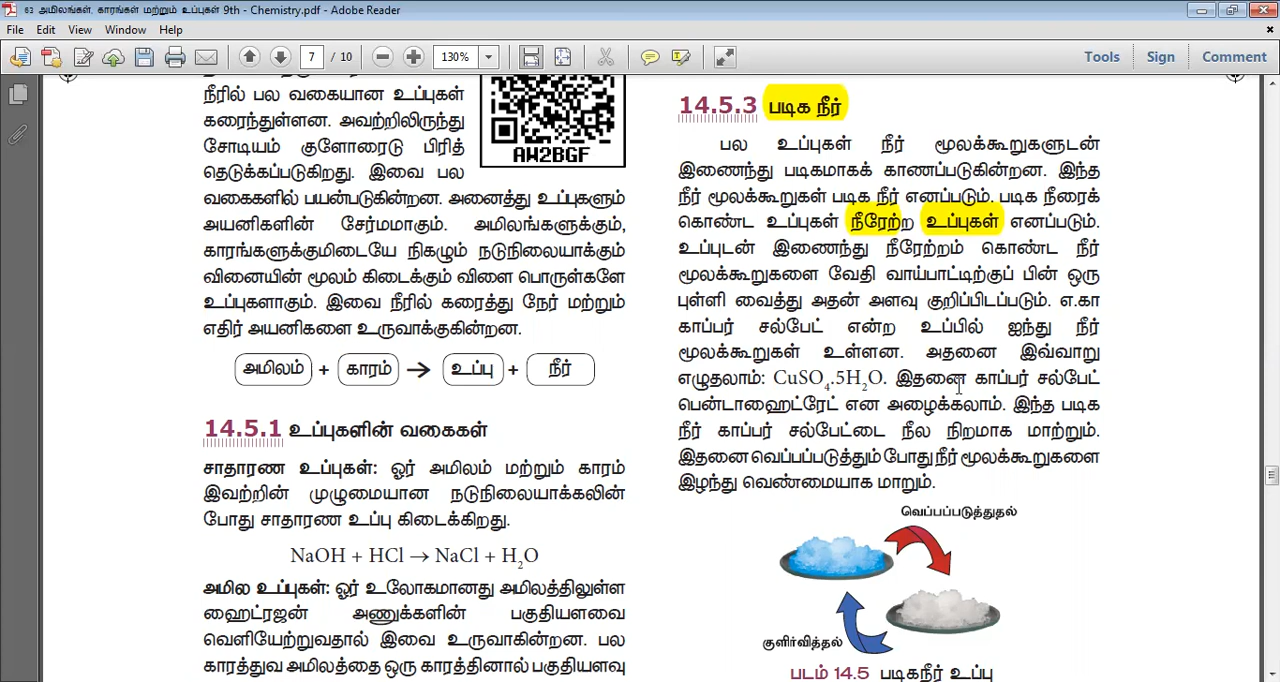 63 அமிலங்கள், காரங்கள் மற்றும் உப்புகள் 9th - Chemistry.pdf - Adobe Reader
File Edit View Window Help
7 / 10 130% Tools Sign Comment
நீரில் பல வகையான உப்புகள்
கரைந்துள்ளன. அவற்றிலிருந்து
சோடியம் குளோரைடு பிரித்
தெடுக்கப்படுகிறது. இவை பல
வகைகளில் பயன்படுகின்றன. அனைத்து உப்புகளும்
அயனிகளின் சேர்மமாகும். அமிலங்களுக்கும்,
காரங்களுக்குமிடையே நிகழும் நடுநிலையாக்கும்
வினையின் மூலம் கிடைக்கும் விளை பொருள்களே
உப்புகளாகும். இவை நீரில் கரைத்து நேர் மற்றும்
எதிர் அயனிகளை உருவாக்குகின்றன.
AW2BGF
அமிலம் + காரம் → உப்பு + நீர்
14.5.1 உப்புகளின் வகைகள்
சாதாரண உப்புகள்: ஓர் அமிலம் மற்றும் காரம்
இவற்றின் முழுமையான நடுநிலையாக்கலின்
போது சாதாரண உப்பு கிடைக்கிறது.
NaOH + HCl → NaCl + H₂O
அமில உப்புகள்: ஓர் உலோகமானது அமிலத்திலுள்ள
ஹைட்ரஜன் அணுக்களின் பகுதியளவை
வெளியேற்றுவதால் இவை உருவாகின்றன. பல
காரத்துவ அமிலத்தை ஒரு காரத்தினால் பகுதியளவு
14.5.3 படிக நீர்
பல உப்புகள் நீர் மூலக்கூறுகளுடன்
இணைந்து படிகமாகக் காணப்படுகின்றன. இந்த
நீர் மூலக்கூறுகள் படிக நீர் எனப்படும். படிக நீரைக்
கொண்ட உப்புகள் நீரேற்ற உப்புகள் எனப்படும்.
உப்புடன் இணைந்து நீரேற்றம் கொண்ட நீர்
மூலக்கூறுகளை வேதி வாய்பாட்டிற்குப் பின் ஒரு
புள்ளி வைத்து அதன் அளவு குறிப்பிடப்படும். எ.கா
காப்பர் சல்பேட் என்ற உப்பில் ஐந்து நீர்
மூலக்கூறுகள் உள்ளன. அதனை இவ்வாறு
எழுதலாம்: CuSO₄.5H₂O. இதனை காப்பர் சல்பேட்
பென்டாஹைட்ரேட் என அழைக்கலாம். இந்த படிக
நீர் காப்பர் சல்பேட்டை நீல நிறமாக மாற்றும்.
இதனை வெப்பப்படுத்தும் போது நீர் மூலக்கூறுகளை
இழந்து வெண்மையாக மாறும்.
வெப்பப்படுத்துதல்
குளிர்வித்தல்
படம் 14.5 படிகநீர் உப்பு